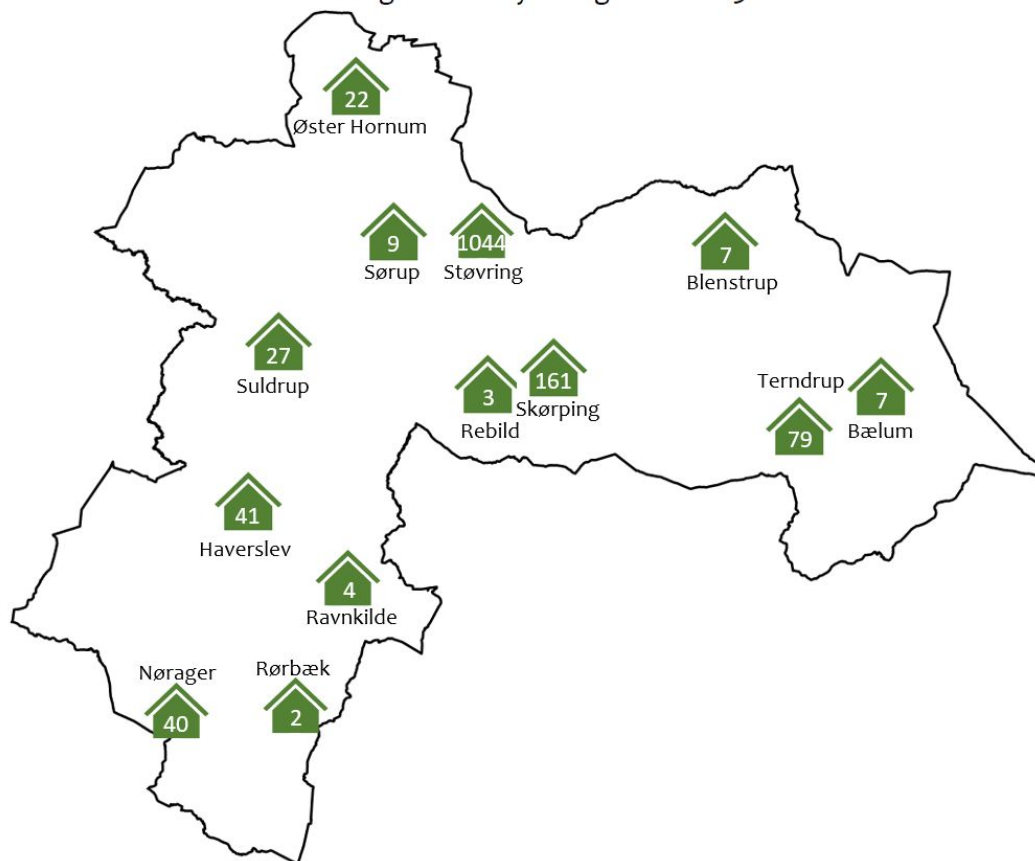 22
Øster Hornum
9
Sørup
1044
Støvring
7
Blenstrup
27
Suldrup
3
Rebild
161
Skørping
Terndrup
79
7
Bælum
41
Haverslev
4
Ravnkilde
Nørager
40
Rørbæk
2